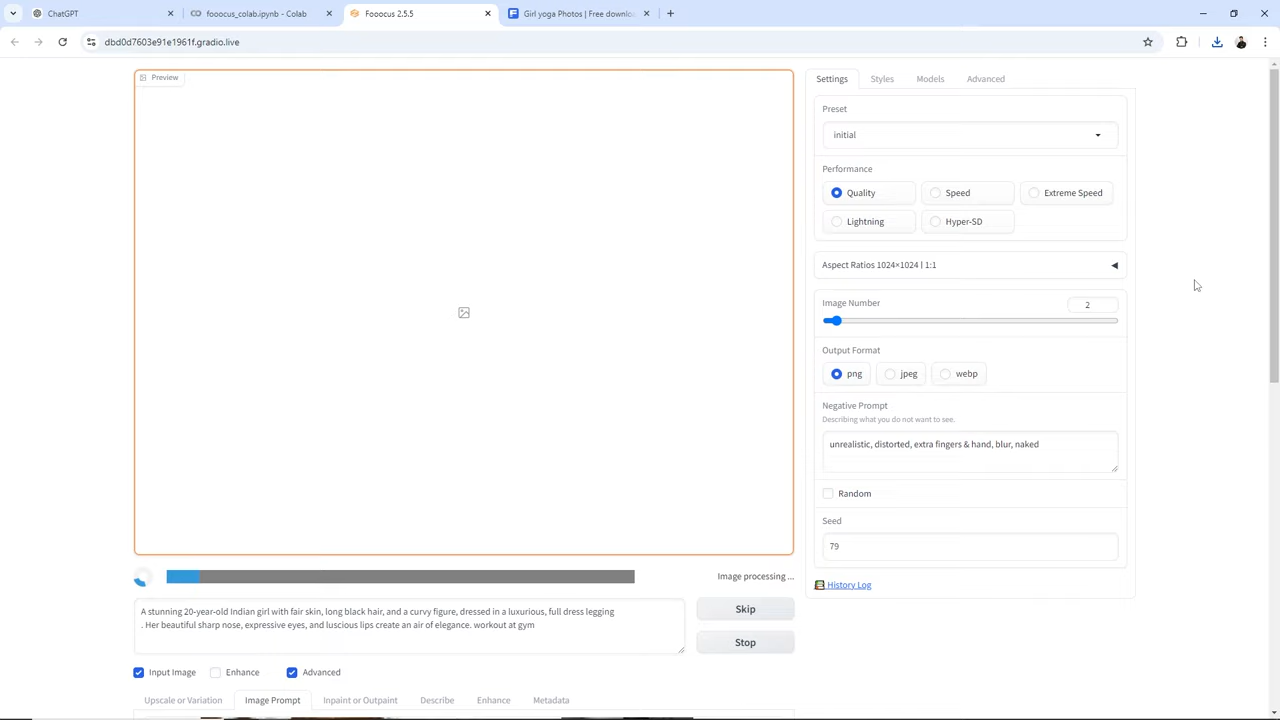 ChatGPT
fooocus_colab.ipynb - Colab
Fooocus 2.5.5
Girl yoga Photos | Free downlo
dbd0d7603e91e1961f.gradio.live
Preview
Settings
Styles
Models
Advanced
Preset
initial
Performance
Quality
Speed
Extreme Speed
Lightning
Hyper-SD
Aspect Ratios 1024×1024 | 1:1
Image Number
2
Output Format
png
jpeg
webp
Negative Prompt
Describing what you do not want to see.
unrealistic, distorted, extra fingers & hand, blur, naked
Random
Seed
79
History Log
Image processing ...
A stunning 20-year-old Indian girl with fair skin, long black hair, and a curvy figure, dressed in a luxurious, full dress legging
. Her beautiful sharp nose, expressive eyes, and luscious lips create an air of elegance. workout at gym
Skip
Stop
Input Image
Enhance
Advanced
Upscale or Variation
Image Prompt
Inpaint or Outpaint
Describe
Enhance
Metadata